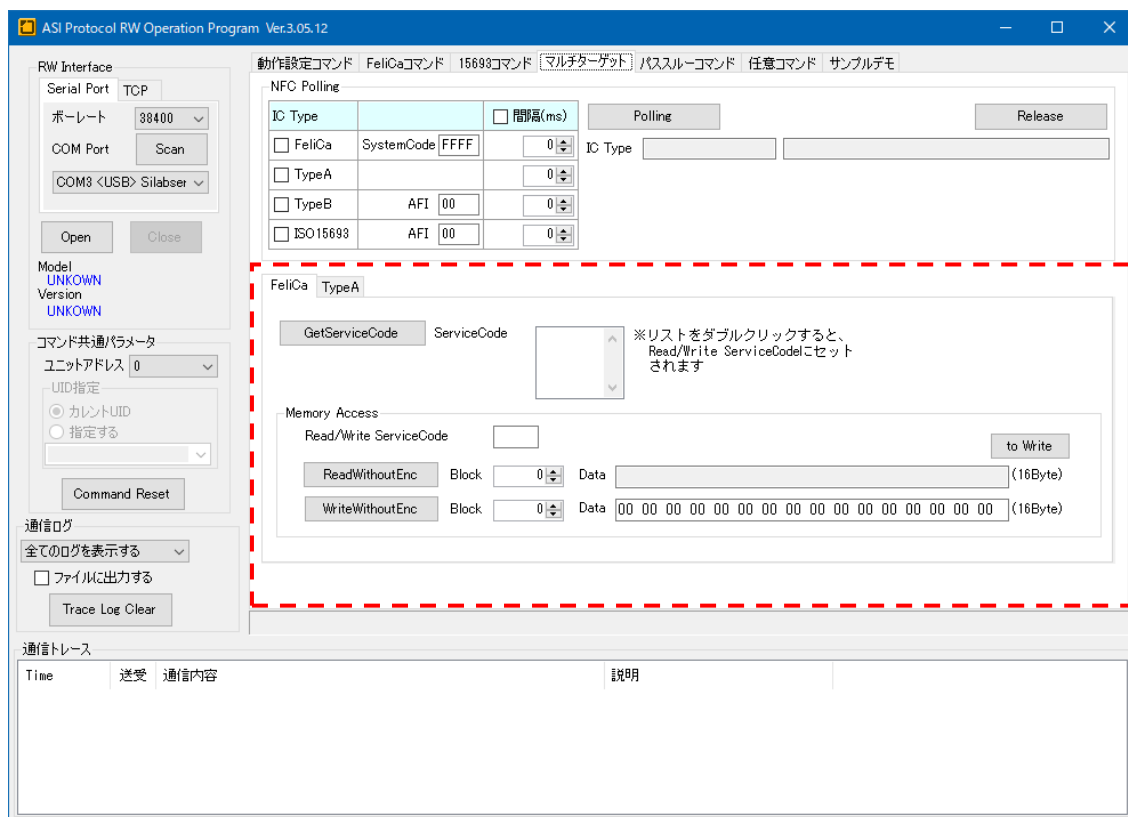 ASI Protocol RW Operation Program Ver.3.05.12
RW Interface
Serial Port TCP
ボーレート 38400
COM Port Scan
COM3 <USB> Silabser
Open Close
Model
UNKOWN
Version
UNKOWN
コマンド共通パラメータ
ユニットアドレス 0
UID指定
カレントUID
指定する
Command Reset
通信ログ
全てのログを表示する
ファイルに出力する
Trace Log Clear
動作設定コマンド FeliCaコマンド 15693コマンド マルチターゲット パススルーコマンド 任意コマンド サンプルデモ
NFC Polling
IC Type 間隔(ms)
FeliCa SystemCode FFFF 0
TypeA 0
TypeB AFI 00 0
ISO15693 AFI 00 0
Polling Release
IC Type
FeliCa TypeA
GetServiceCode ServiceCode
※リストをダブルクリックすると、
Read/Write ServiceCodeにセット
されます
Memory Access
Read/Write ServiceCode
to Write
ReadWithoutEnc Block 0 Data (16Byte)
WriteWithoutEnc Block 0 Data 00 00 00 00 00 00 00 00 00 00 00 00 00 00 00 00 (16Byte)
通信トレース
Time 送受 通信内容 説明